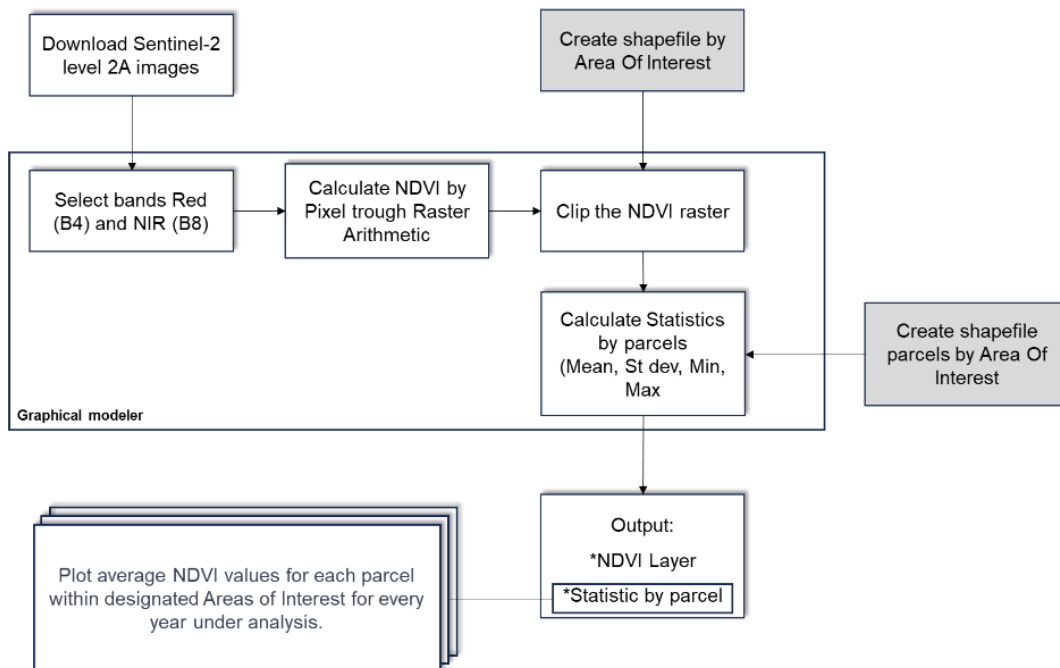 Download Sentinel-2
level 2A images
Create shapefile by
Area Of Interest
Select bands Red
(B4) and NIR (B8)
Calculate NDVI by
Pixel trough Raster
Arithmetic
Clip the NDVI raster
Calculate Statistics
by parcels
(Mean, St dev, Min,
Max
Create shapefile
parcels by Area Of
Interest
Graphical modeler
Output:
*NDVI Layer
*Statistic by parcel
Plot average NDVI values for each parcel
within designated Areas of Interest for every
year under analysis.